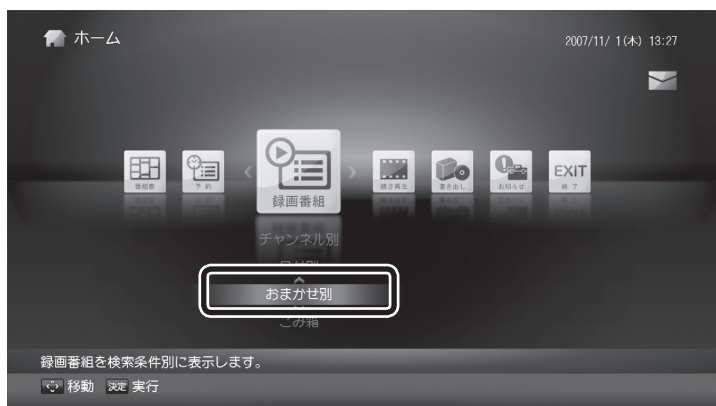 ホーム
2007/11/ 1(木) 13:27
番組表
予 約
録画番組
続き再生
書き出し
お知らせ
EXIT
終 了
チャンネル別
日付別
おまかせ別
ごみ箱
録画番組を検索条件別に表示します。
移動 決定 実行